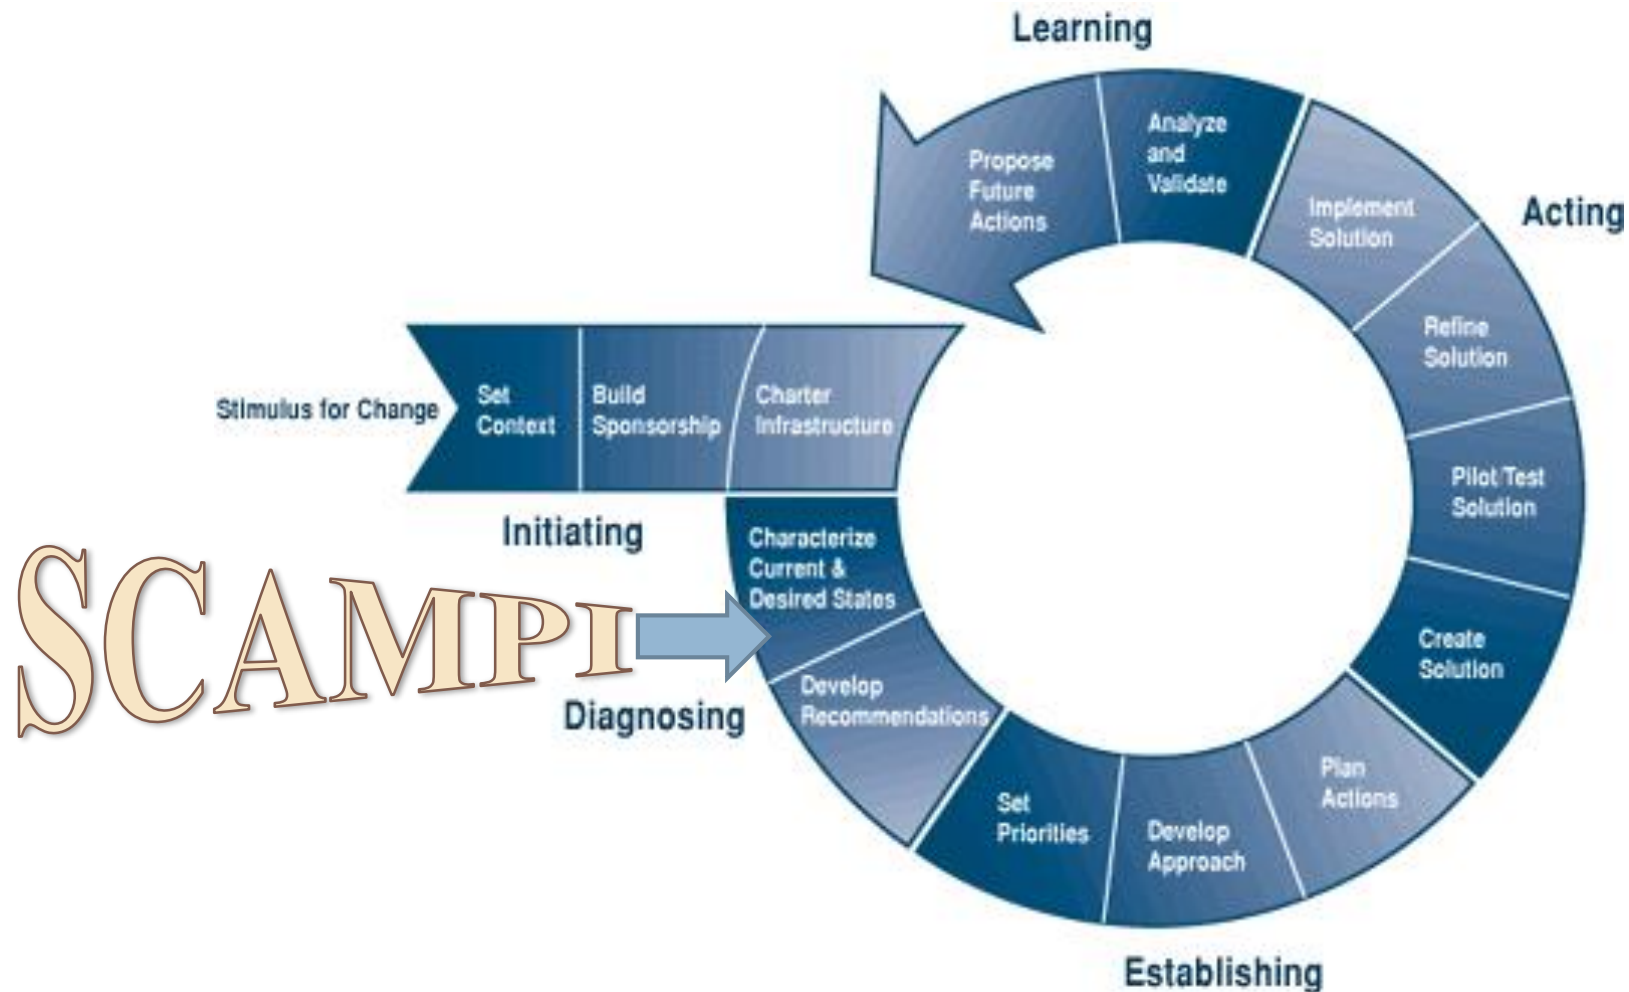 Learning
Analyze
and
Validate
Propose
Future
Actions
Implement
Solution
Acting
Refine
Solution
Stimulus for Change
Set
Context
Build
Sponsorship
Charter
Infrastructure
Pilot/Test
Solution
Initiating
Characterize
Current &
Desired States
SCAMPI
Create
Solution
Develop
Recommendations
Diagnosing
Plan
Actions
Set
Priorities
Develop
Approach
Establishing